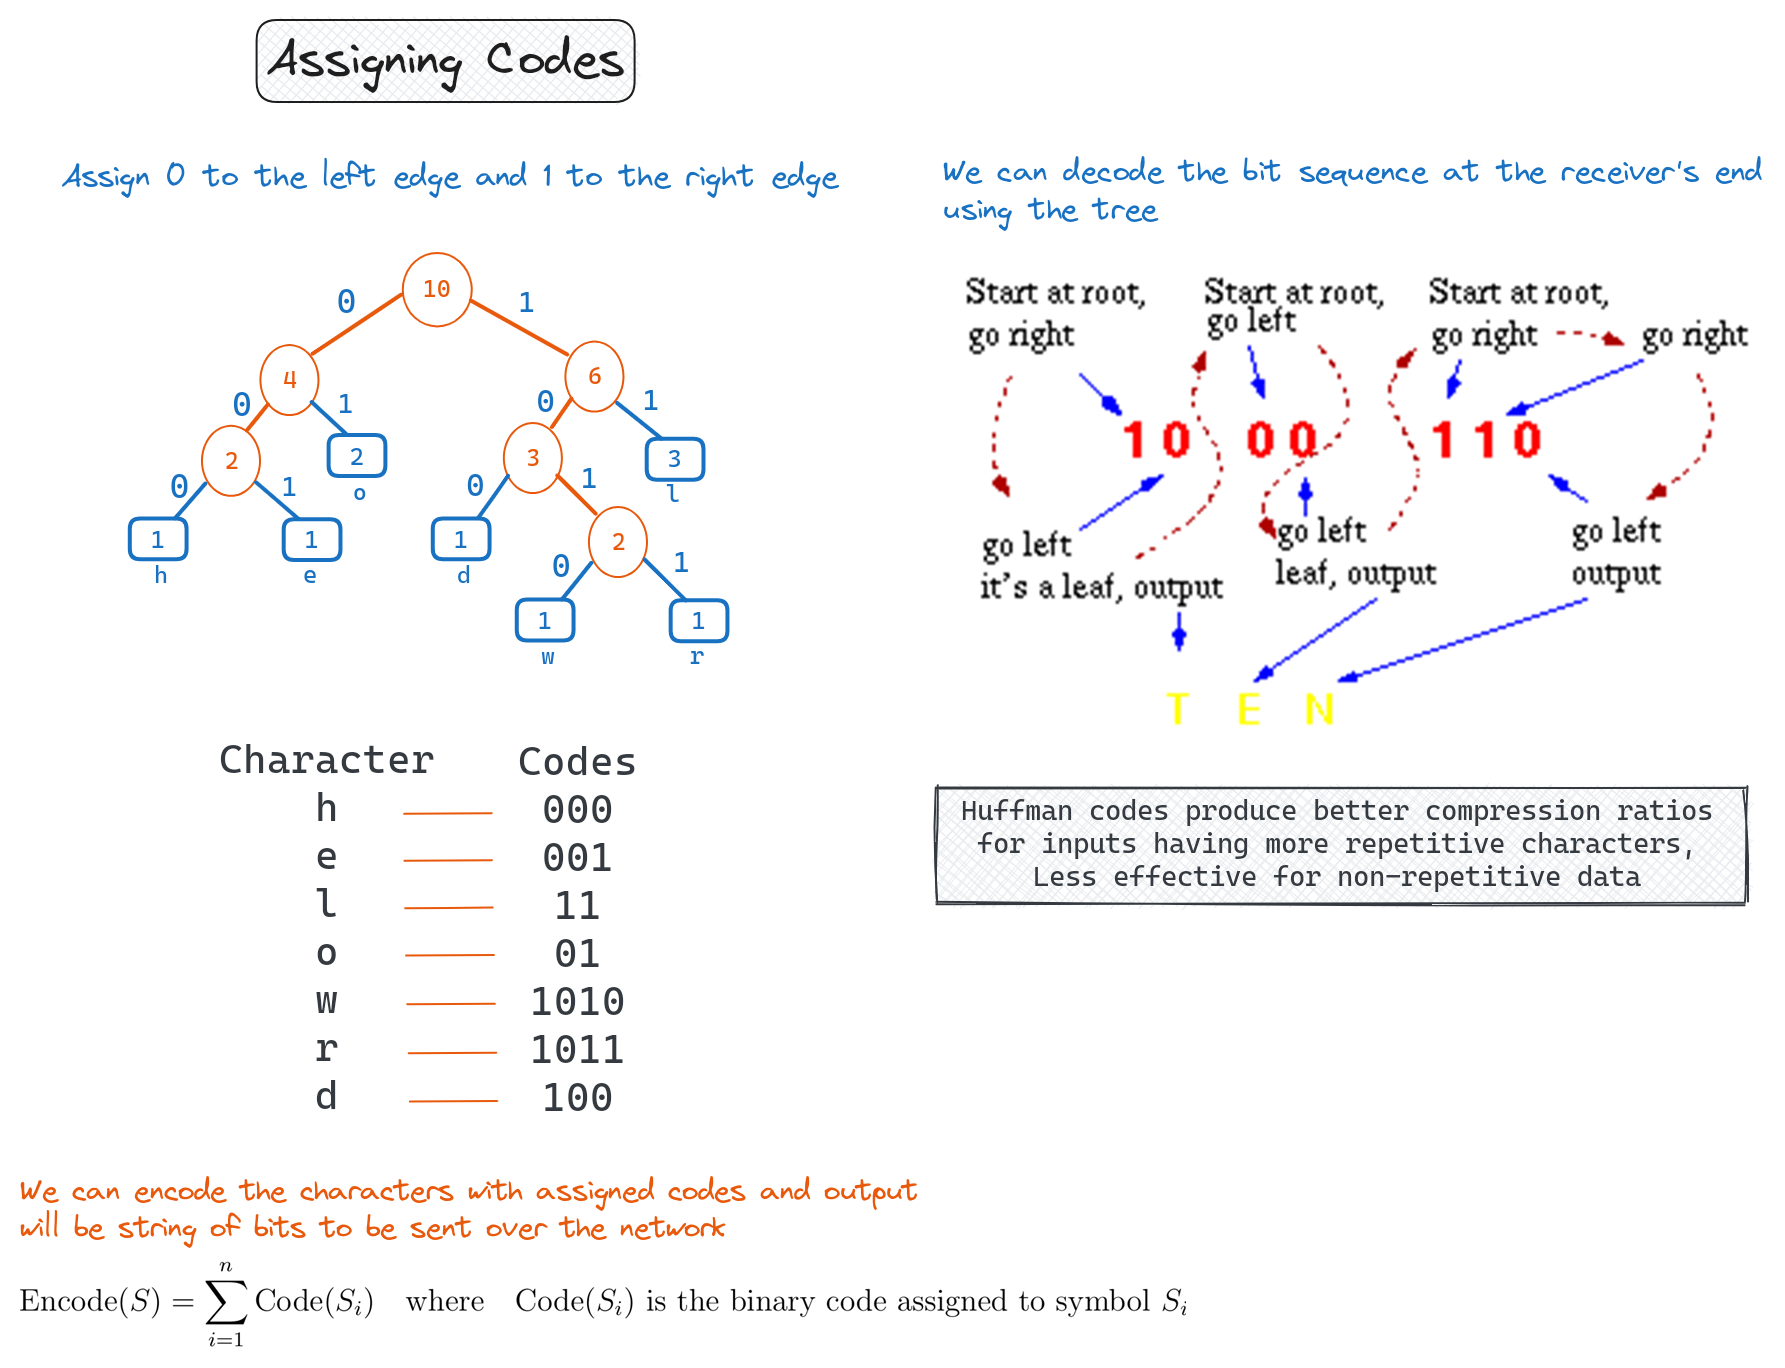 Assigning Codes
Assign 0 to the left edge and 1 to the right edge
10
0
1
4
6
0
1
0
1
2
2
o
3
3
l
0
1
0
1
1
h
1
e
1
d
2
0
1
1
w
1
r
Character Codes
h 000
e 001
l 11
o 01
w 1010
r 1011
d 100
We can encode the characters with assigned codes and output
will be string of bits to be sent over the network
Encode(S) = ∑_{i=1}^{n} Code(S_i) where Code(S_i) is the binary code assigned to symbol S_i
We can decode the bit sequence at the receiver's end
using the tree
Start at root,
go right
Start at root,
go left
Start at root,
go right
go right
10 00 110
go left
it's a leaf, output
go left
leaf, output
go left
output
T E N
Huffman codes produce better compression ratios
for inputs having more repetitive characters,
Less effective for non-repetitive data